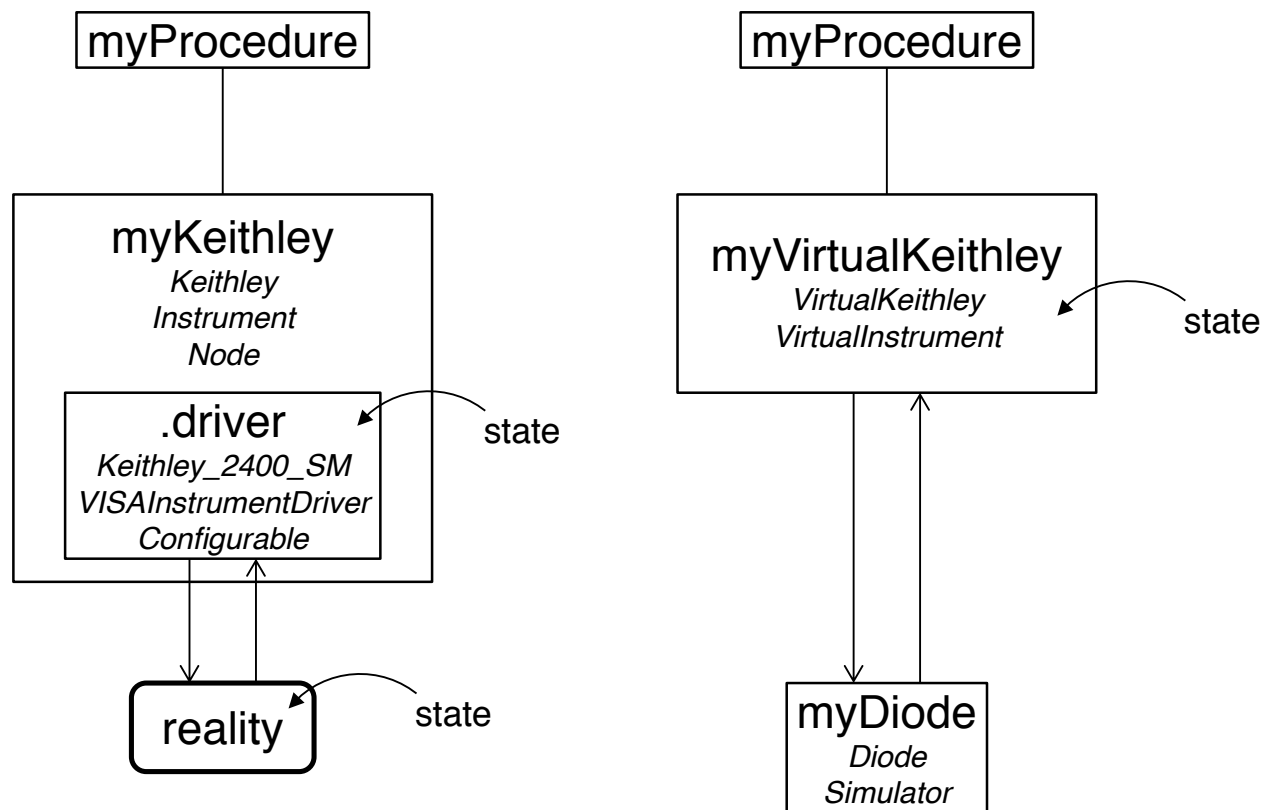 myProcedure
myKeithley
Keithley
Instrument
Node
.driver
Keithley_2400_SM
VISAInstrumentDriver
Configurable
state
reality
state
myProcedure
myVirtualKeithley
VirtualKeithley
VirtualInstrument
state
myDiode
Diode
Simulator